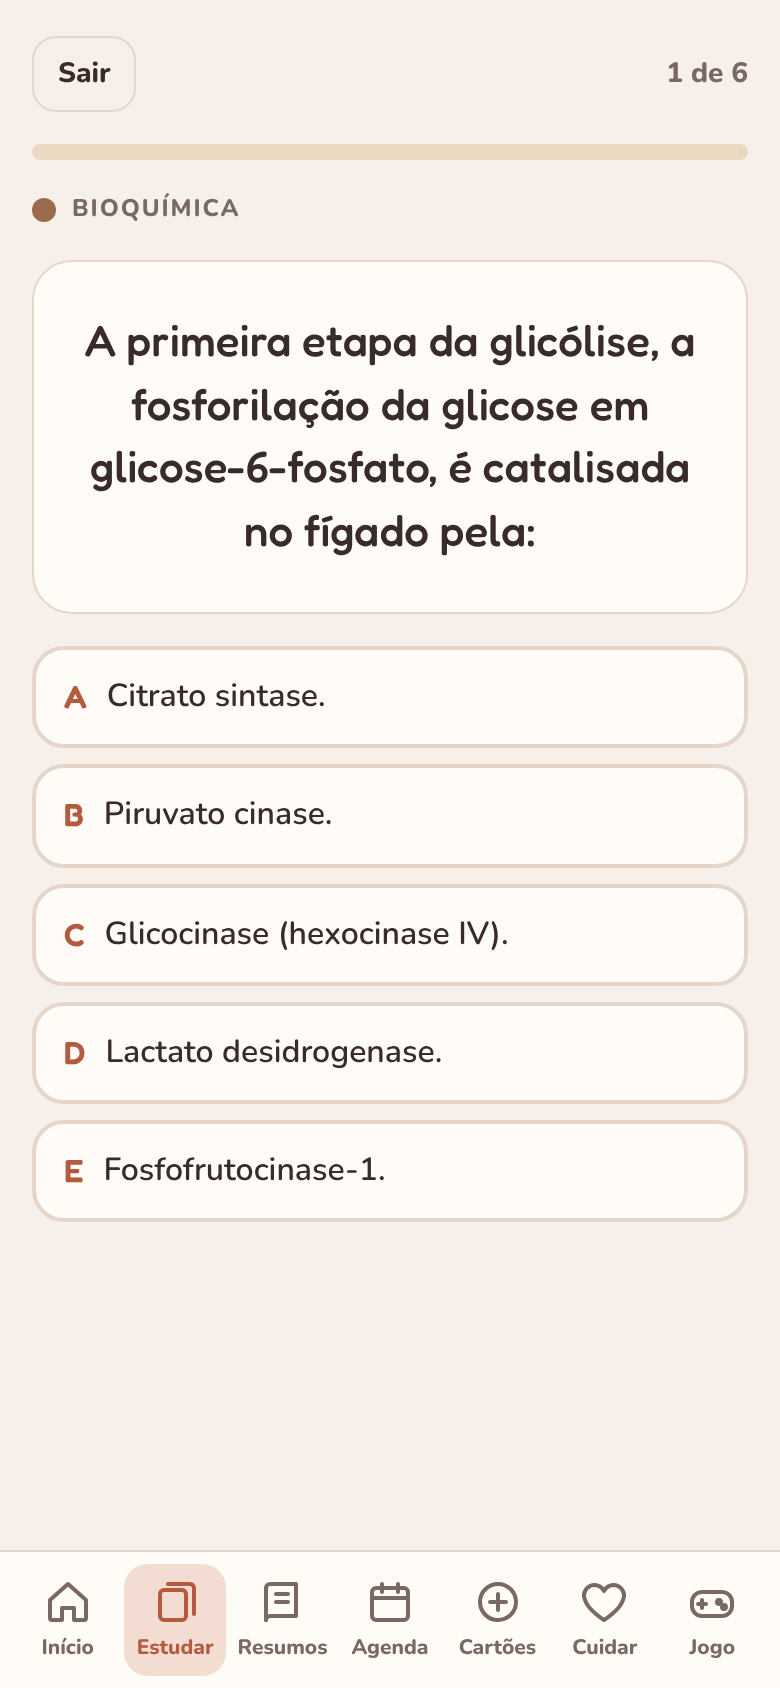 Sair
1 de 6
BIOQUÍMICA
A primeira etapa da glicólise, a
fosforilação da glicose em
glicose-6-fosfato, é catalisada
no fígado pela:
A Citrato sintase.
B Piruvato cinase.
C Glicocinase (hexocinase IV).
D Lactato desidrogenase.
E Fosfofrutocinase-1.
Início Estudar Resumos Agenda Cartões Cuidar Jogo